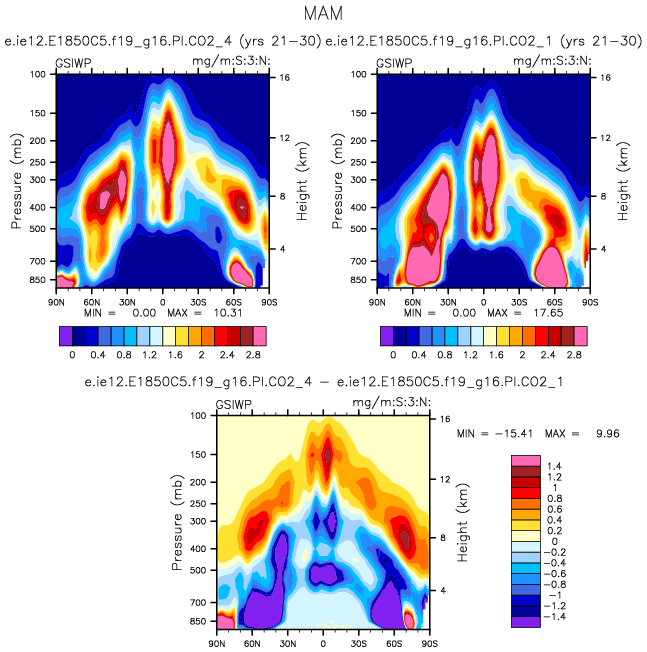 MAM
e.ie12.E1850C5.f19_g16.PI.CO2_4 (yrs 21-30) e.ie12.E1850C5.f19_g16.PI.CO2_1 (yrs 21-30)
GSIWP mg/m:S:3:N:
100
150
200
250
300
400
500
700
850
Pressure (mb)
16
12
8
4
Height (km)
90N 60N 30N 0 30S 60S 90S
MIN = 0.00 MAX = 10.31
0 0.4 0.8 1.2 1.6 2 2.4 2.8
GSIWP mg/m:S:3:N:
100
150
200
250
300
400
500
700
850
Pressure (mb)
16
12
8
4
Height (km)
90N 60N 30N 0 30S 60S 90S
MIN = 0.00 MAX = 17.65
0 0.4 0.8 1.2 1.6 2 2.4 2.8
e.ie12.E1850C5.f19_g16.PI.CO2_4 - e.ie12.E1850C5.f19_g16.PI.CO2_1
GSIWP mg/m:S:3:N:
100
150
200
250
300
400
500
700
850
Pressure (mb)
16
12
8
4
Height (km)
90N 60N 30N 0 30S 60S 90S
MIN = -15.41 MAX = 9.96
1.4
1.2
1
0.8
0.6
0.4
0.2
0
-0.2
-0.4
-0.6
-0.8
-1
-1.2
-1.4